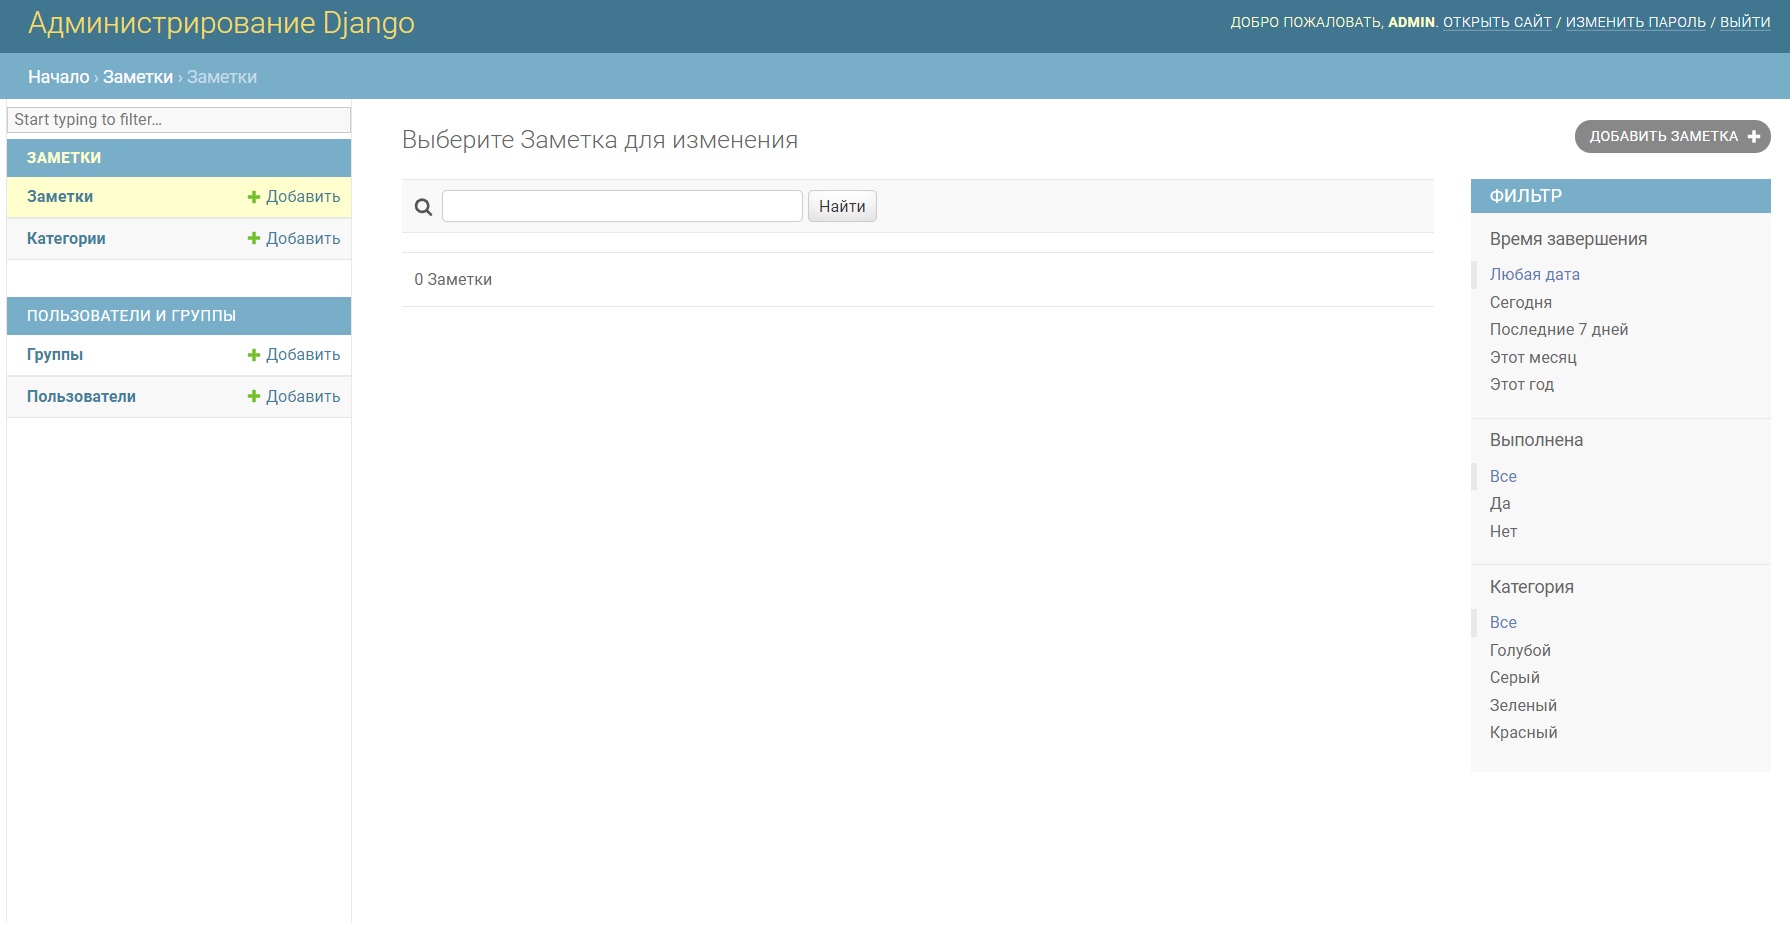 Администрирование Django
ДОБРО ПОЖАЛОВАТЬ, ADMIN. ОТКРЫТЬ САЙТ / ИЗМЕНИТЬ ПАРОЛЬ / ВЫЙТИ
Начало › Заметки › Заметки
Start typing to filter...
ЗАМЕТКИ
Заметки Добавить
Категории Добавить
ПОЛЬЗОВАТЕЛИ И ГРУППЫ
Группы Добавить
Пользователи Добавить
Выберите Заметка для изменения
ДОБАВИТЬ ЗАМЕТКА
Найти
0 Заметки
ФИЛЬТР
Время завершения
Любая дата
Сегодня
Последние 7 дней
Этот месяц
Этот год
Выполнена
Все
Да
Нет
Категория
Все
Голубой
Серый
Зеленый
Красный